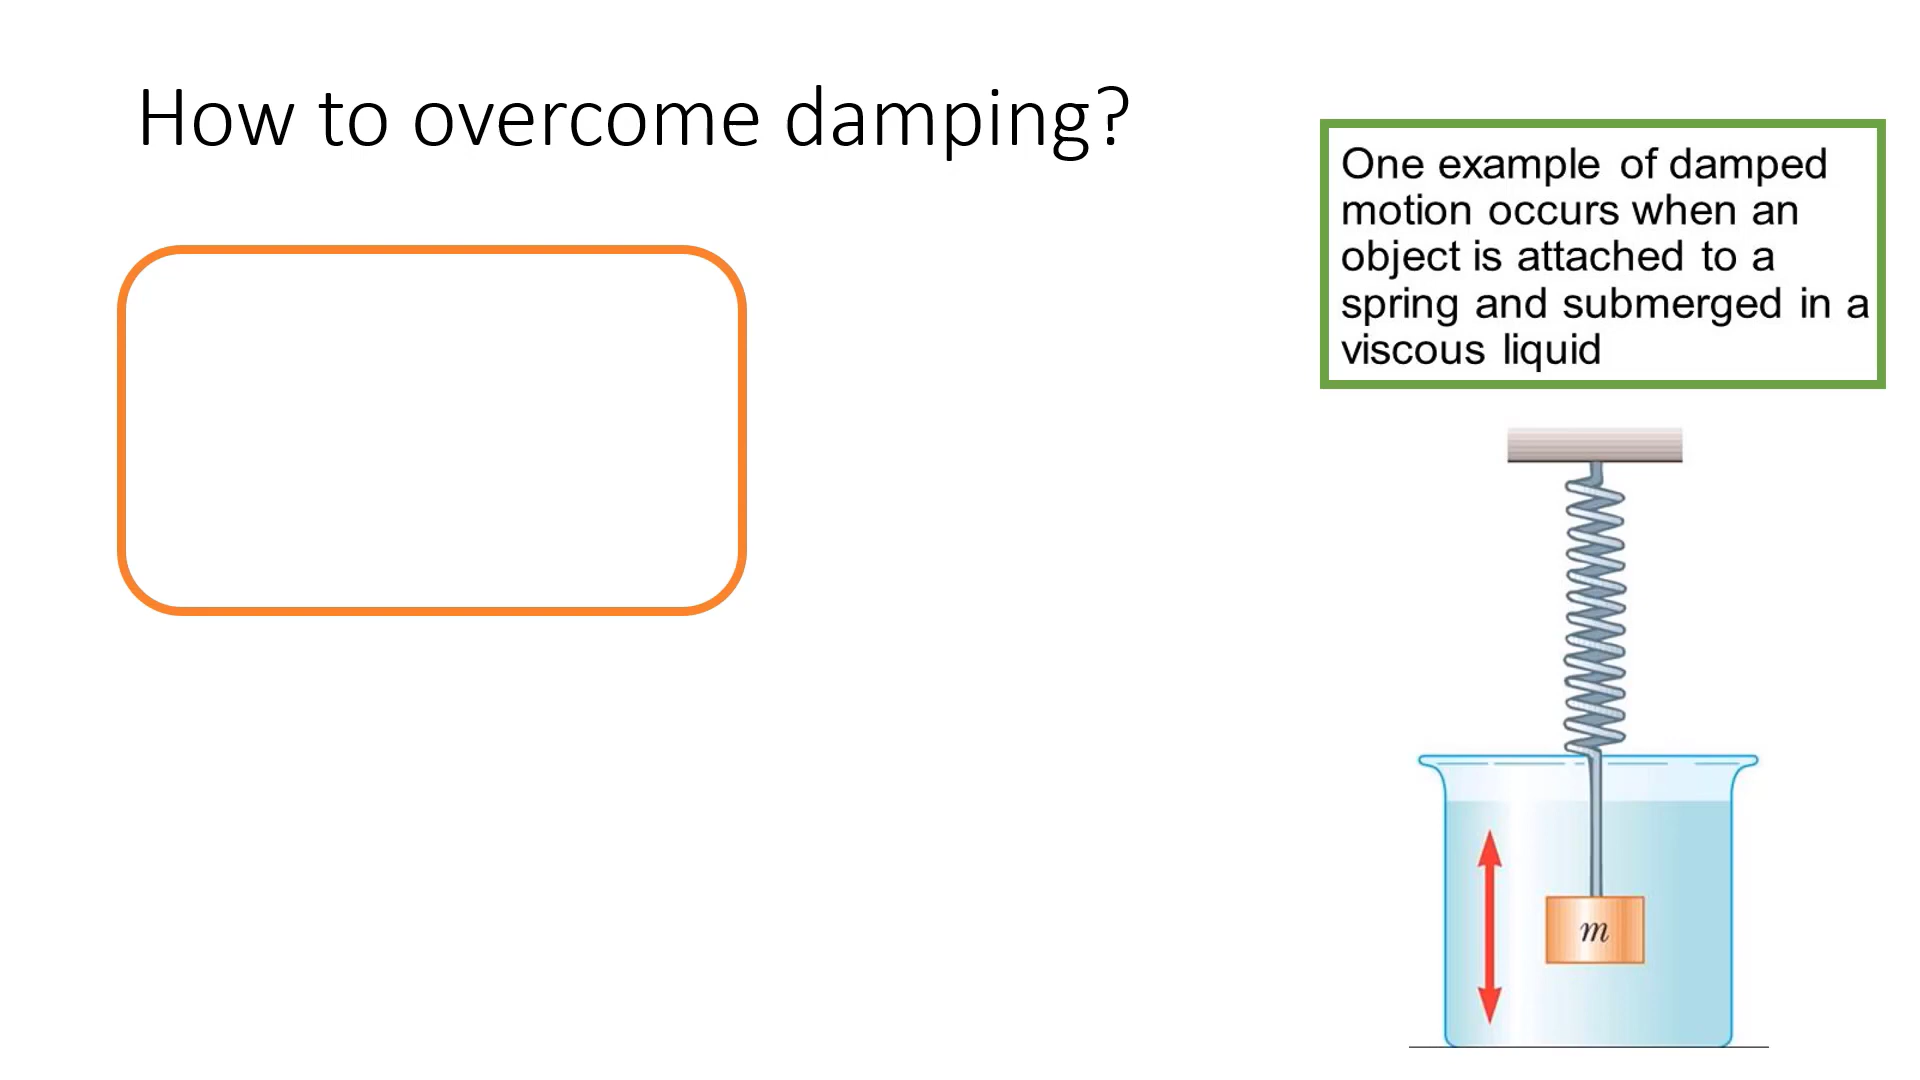 How to overcome damping?
One example of damped
motion occurs when an
object is attached to a
spring and submerged in a
viscous liquid
m